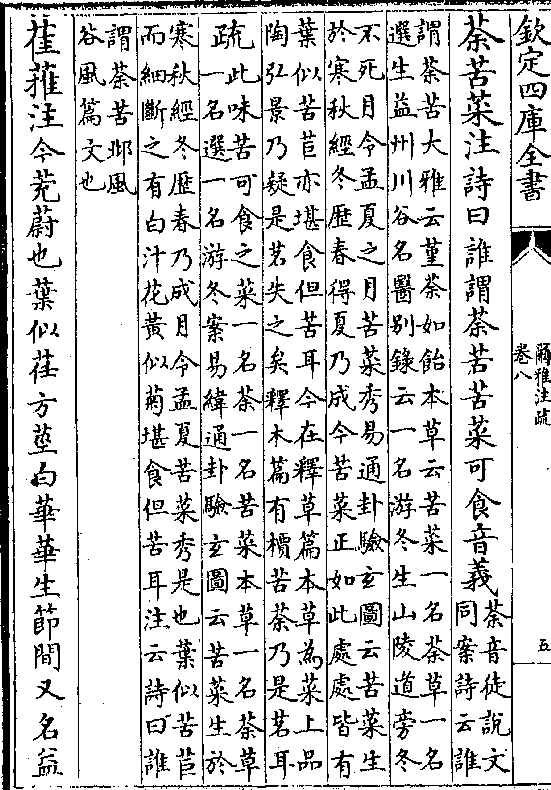 欽定四庫全書
爾雅注疏
卷八
五
荼苦菜注詩曰誰謂荼苦苦菜可食音義
荼音徒說文
同案詩云誰
謂荼苦大雅云堇荼如飴本草云苦菜一名荼草一名
選生益州川谷名醫别錄云一名游冬生山陵道旁冬
不死月令孟夏之月苦菜秀易通卦驗玄圖云苦菜生
於寒秋經冬歷春得夏乃成今苦菜正如此處處皆有
葉似苦苣亦堪食但苦耳今在釋草篇本草為菜上品
陶弘景乃疑是茗失之矣釋木篇有檟苦荼乃是茗耳
疏
此味苦可食之菜一名荼一名苦菜本草一名荼草
一名選一名游冬案易緯通卦驗玄圖云苦菜生於
寒秋經冬歷春乃成月令孟夏苦菜秀是也葉似苦苣
而細斷之有白汁花黄似菊堪食但苦耳注云詩曰誰
謂荼苦邶風
谷風篇文也
萑蓷注今茺蔚也葉似荏方莖白華華生節間又名益